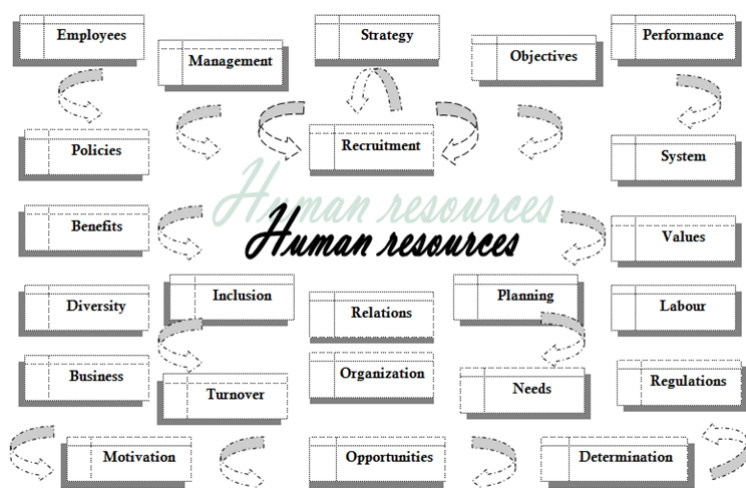 Employees
Management
Strategy
Objectives
Performance
Policies
Recruitment
System
Human resources
Human resources
Benefits
Values
Diversity
Inclusion
Relations
Planning
Labour
Business
Turnover
Organization
Needs
Regulations
Motivation
Opportunities
Determination